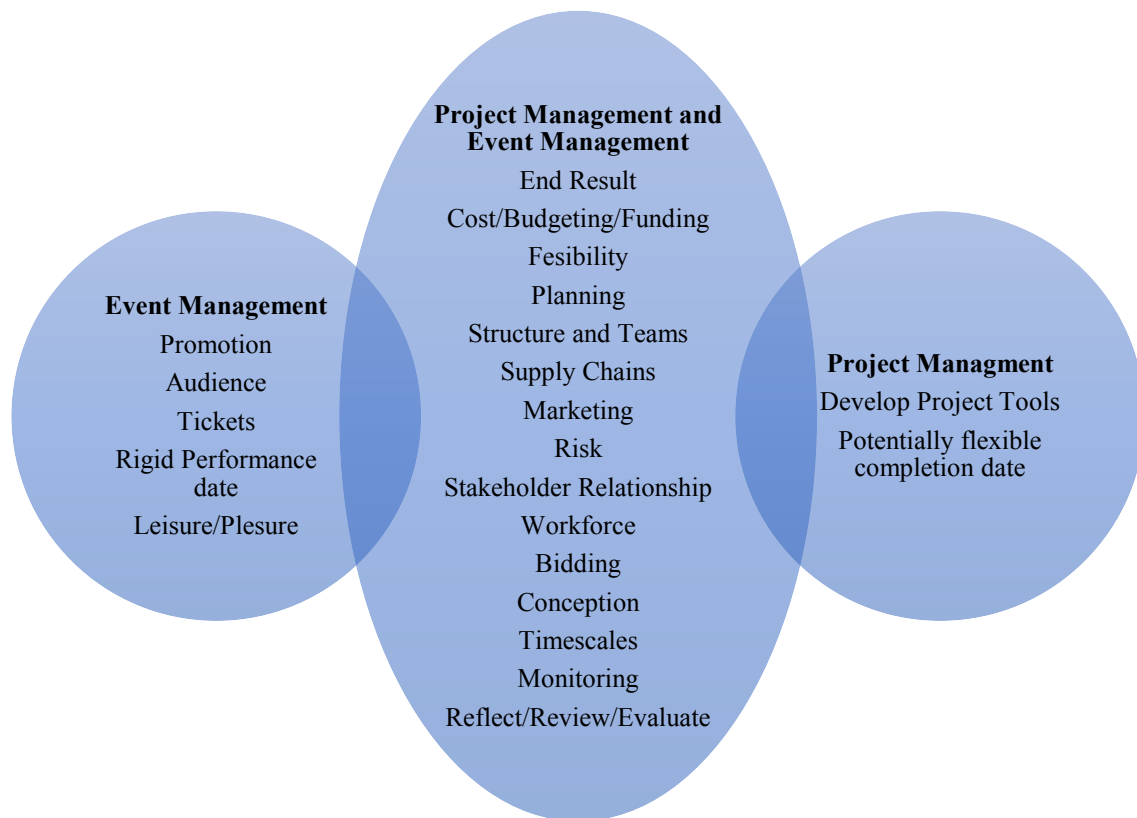 Event Management
Promotion
Audience
Tickets
Rigid Performance
date
Leisure/Plesure
Project Management and
Event Management
End Result
Cost/Budgeting/Funding
Fesibility
Planning
Structure and Teams
Supply Chains
Marketing
Risk
Stakeholder Relationship
Workforce
Bidding
Conception
Timescales
Monitoring
Reflect/Review/Evaluate
Project Managment
Develop Project Tools
Potentially flexible
completion date